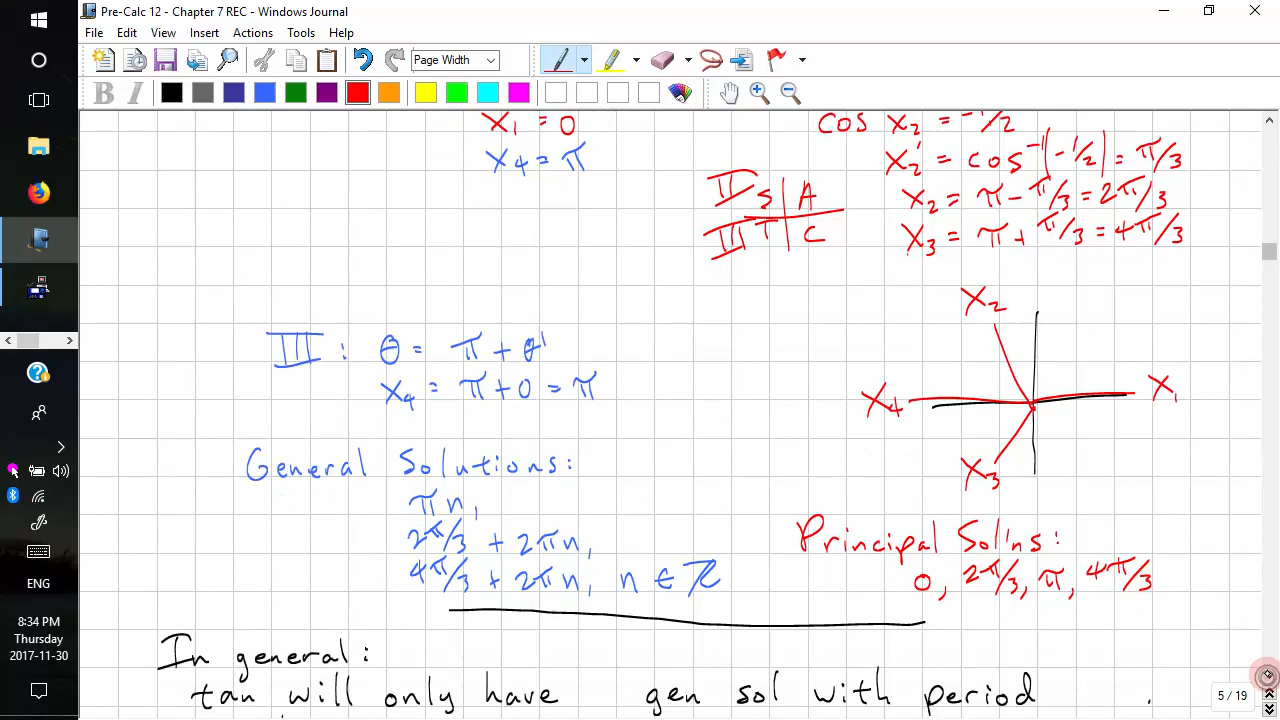 Pre-Calc 12 - Chapter 7 REC - Windows Journal
File Edit View Insert Actions Tools Help
Page Width
B I
x₁ = 0
x₄ = π
cos x₂ = -1/2
x₂' = cos⁻¹|-1/2| = π/3
x₂ = π - π/3 = 2π/3
x₃ = π + π/3 = 4π/3
II S A
III T C
III : θ = π + θ'
x₄ = π + 0 = π
x₂
x₄ x₁
x₃
General Solutions:
πn,
2π/3 + 2πn,
4π/3 + 2πn, n ∈ ℤ
Principal Sol'ns:
0, 2π/3, π, 4π/3
In general:
tan will only have gen sol with period .
ENG
8:34 PM
Thursday
2017-11-30
5 / 19